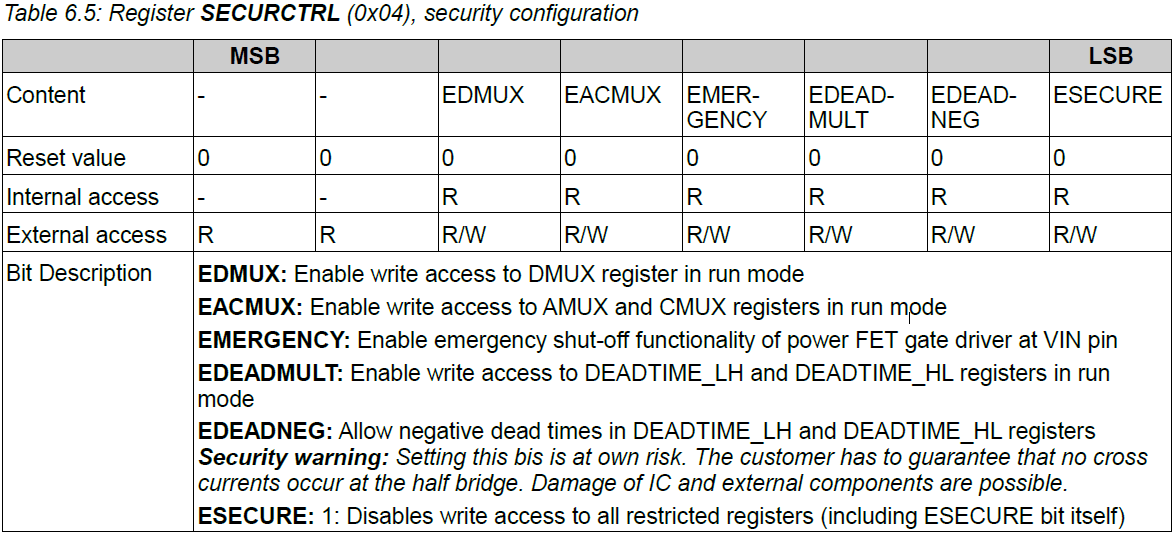 Table 6.5: Register SECURCTRL (0x04), security configuration
MSB LSB
Content - - EDMUX EACMUX EMER-GENCY EDEAD-MULT EDEAD-NEG ESECURE
Reset value 0 0 0 0 0 0 0 0
Internal access - - R R R R R R
External access R R R/W R/W R/W R/W R/W R/W
Bit Description EDMUX: Enable write access to DMUX register in run mode
EACMUX: Enable write access to AMUX and CMUX registers in run mode
EMERGENCY: Enable emergency shut-off functionality of power FET gate driver at VIN pin
EDEADMULT: Enable write access to DEADTIME_LH and DEADTIME_HL registers in run
mode
EDEADNEG: Allow negative dead times in DEADTIME_LH and DEADTIME_HL registers
Security warning: Setting this bis is at own risk. The customer has to guarantee that no cross
currents occur at the half bridge. Damage of IC and external components are possible.
ESECURE: 1: Disables write access to all restricted registers (including ESECURE bit itself)